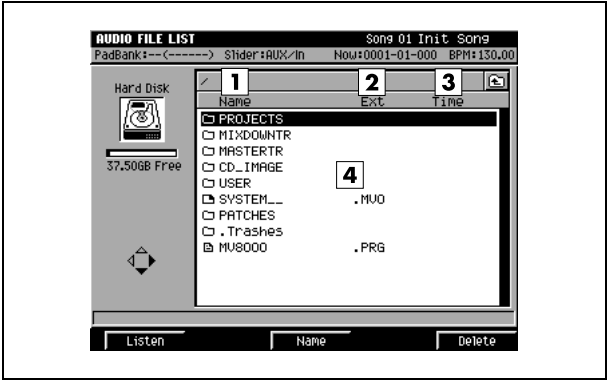 AUDIO FILE LIST Song 01 Init Song
PadBank:--(------) Slider:AUX/In Now:0001-01-000 BPM:130.00
Hard Disk
37.50GB Free
/
1 2 3
Name Ext Time
PROJECTS
MIXDOWNTR
MASTERTR
CD_IMAGE
4
USER
SYSTEM__ .MV0
PATCHES
.Trashes
MV8000 .PRG
Listen Name Delete